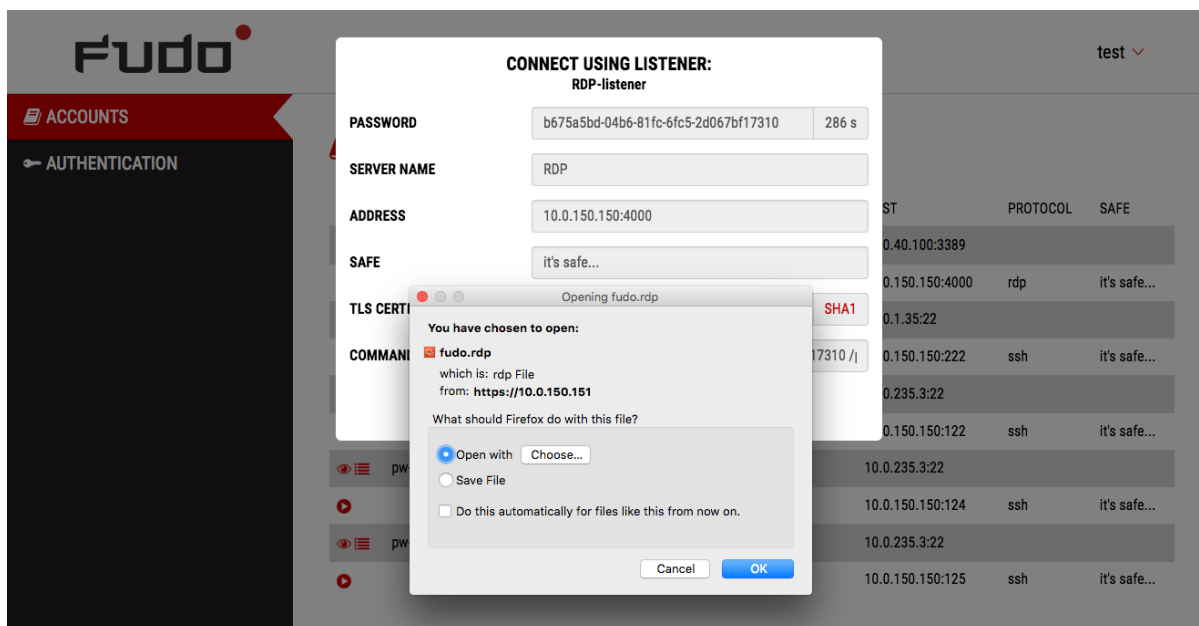 Fudo
test
ACCOUNTS
AUTHENTICATION
CONNECT USING LISTENER:
RDP-listener
PASSWORD b675a5bd-04b6-81fc-6fc5-2d067bf17310 286 s
SERVER NAME RDP
ADDRESS 10.0.150.150:4000
SAFE it's safe...
TLS CERTI SHA1
COMMAN 17310 /p
Opening fudo.rdp
You have chosen to open:
fudo.rdp
which is: rdp File
from: https://10.0.150.151
What should Firefox do with this file?
Open with Choose...
Save File
Do this automatically for files like this from now on.
Cancel OK
ST PROTOCOL SAFE
0.40.100:3389
0.150.150:4000 rdp it's safe...
0.1.35:22
0.150.150:222 ssh it's safe...
0.235.3:22
0.150.150:122 ssh it's safe...
pw- 10.0.235.3:22
10.0.150.150:124 ssh it's safe...
pw- 10.0.235.3:22
10.0.150.150:125 ssh it's safe...